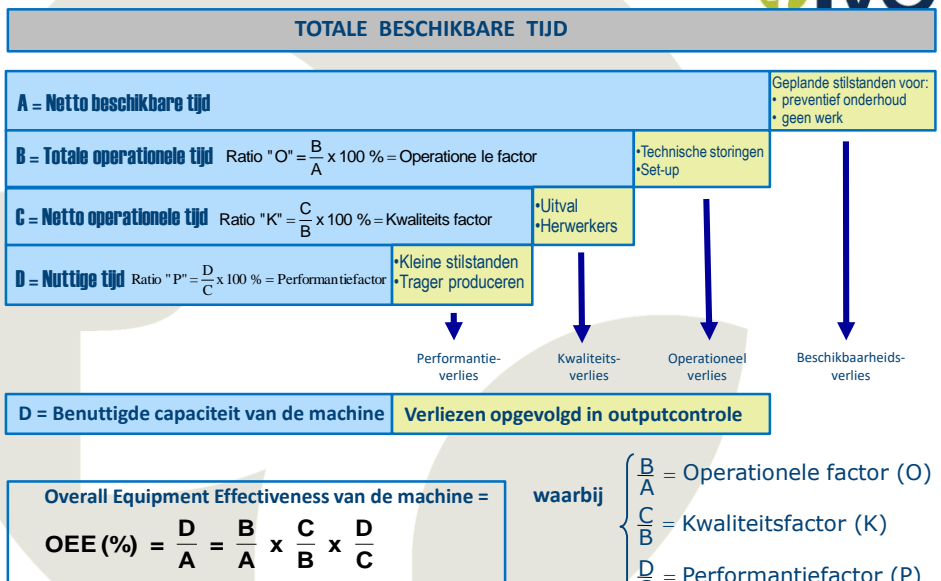 TOTALE BESCHIKBARE TIJD
A = Netto beschikbare tijd
Geplande stilstanden voor:
• preventief onderhoud
• geen werk
B = Totale operationele tijd Ratio "O" = B/A x 100 % = Operatione le factor
•Technische storingen
•Set-up
C = Netto operationele tijd Ratio "K" = C/B x 100 % = Kwaliteits factor
•Uitval
•Herwerkers
D = Nuttige tijd Ratio "P" = D/C x 100 % = Performantiefactor
•Kleine stilstanden
•Trager produceren
Performantie-
verlies
Kwaliteits-
verlies
Operationeel
verlies
Beschikbaarheids-
verlies
D = Benuttigde capaciteit van de machine
Verliezen opgevolgd in outputcontrole
Overall Equipment Effectiveness van de machine =
OEE (%) = D/A = B/A x C/B x D/C
waarbij
B/A = Operationele factor (O)
C/B = Kwaliteitsfactor (K)
D = Performantiefactor (P)